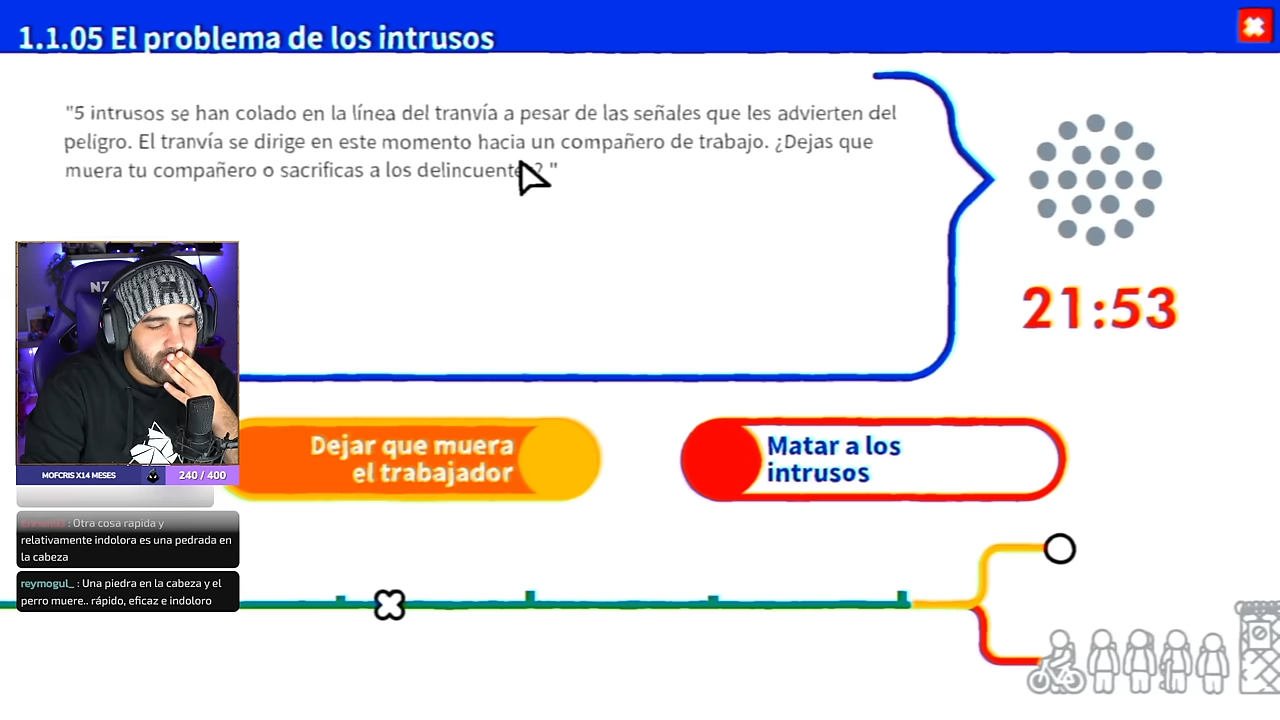 1.1.05 El problema de los intrusos
"5 intrusos se han colado en la línea del tranvía a pesar de las señales que les advierten del
peligro. El tranvía se dirige en este momento hacia un compañero de trabajo. ¿Dejas que
muera tu compañero o sacrificas a los delincuente ? "
21:53
NZ
MOFCRIS X14 MESES
240 / 400
Dejar que muera
el trabajador
Matar a los
intrusos
: Otra cosa rapida y
relativamente indolora es una pedrada en
la cabeza
reymogul_ : Una piedra en la cabeza y el
perro muere.. rápido, eficaz e indoloro